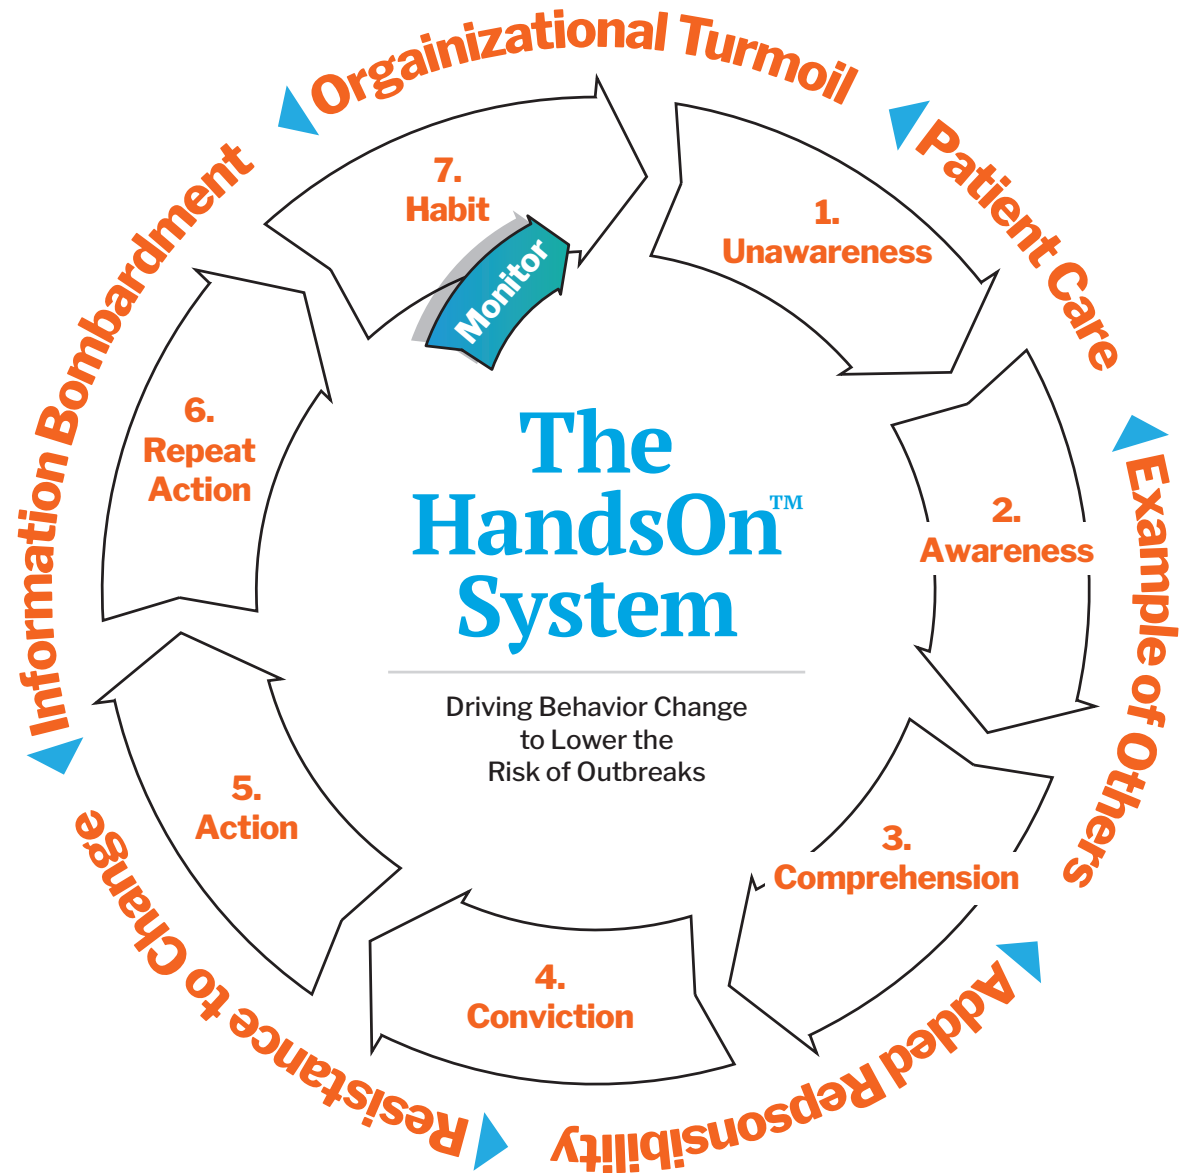 Orgainizational Turmoil
Patient Care
Example of Others
Added Repsonsibility
Resistance to Change
Information Bombardment
1.
Unawareness
2.
Awareness
3.
Comprehension
4.
Conviction
5.
Action
6.
Repeat
Action
7.
Habit
Monitor
The
HandsOn™
System
Driving Behavior Change
to Lower the
Risk of Outbreaks